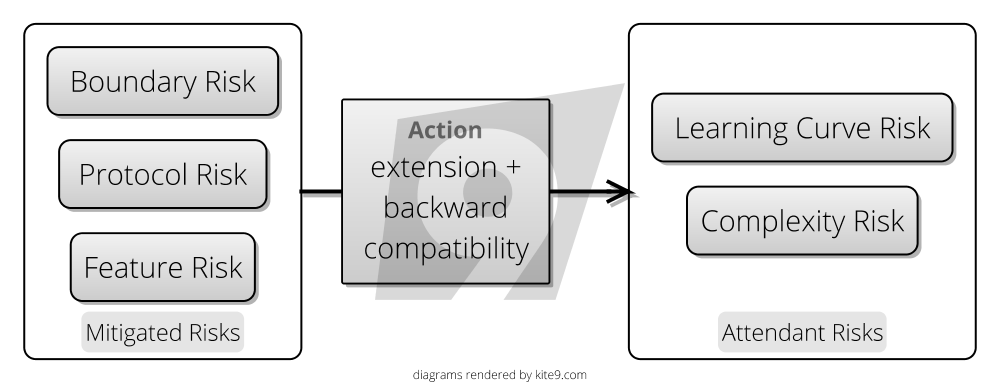 Boundary Risk
Protocol Risk
Feature Risk
Mitigated Risks
Action
extension +
backward
compatibility
Learning Curve Risk
Complexity Risk
Attendant Risks
diagrams rendered by kite9.com